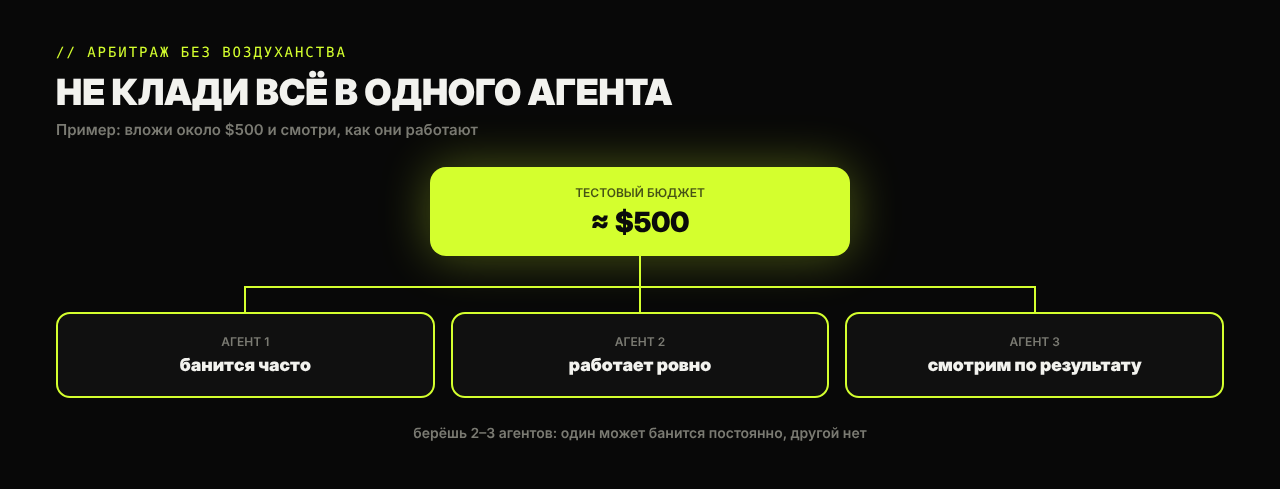 // АРБИТРАЖ БЕЗ ВОЗДУХАНСТВА
НЕ КЛАДИ ВСЁ В ОДНОГО АГЕНТА
Пример: вложи около $500 и смотри, как они работают
ТЕСТОВЫЙ БЮДЖЕТ
≈ $500
АГЕНТ 1
банится часто
АГЕНТ 2
работает ровно
АГЕНТ 3
смотрим по результату
берёшь 2–3 агентов: один может банится постоянно, другой нет